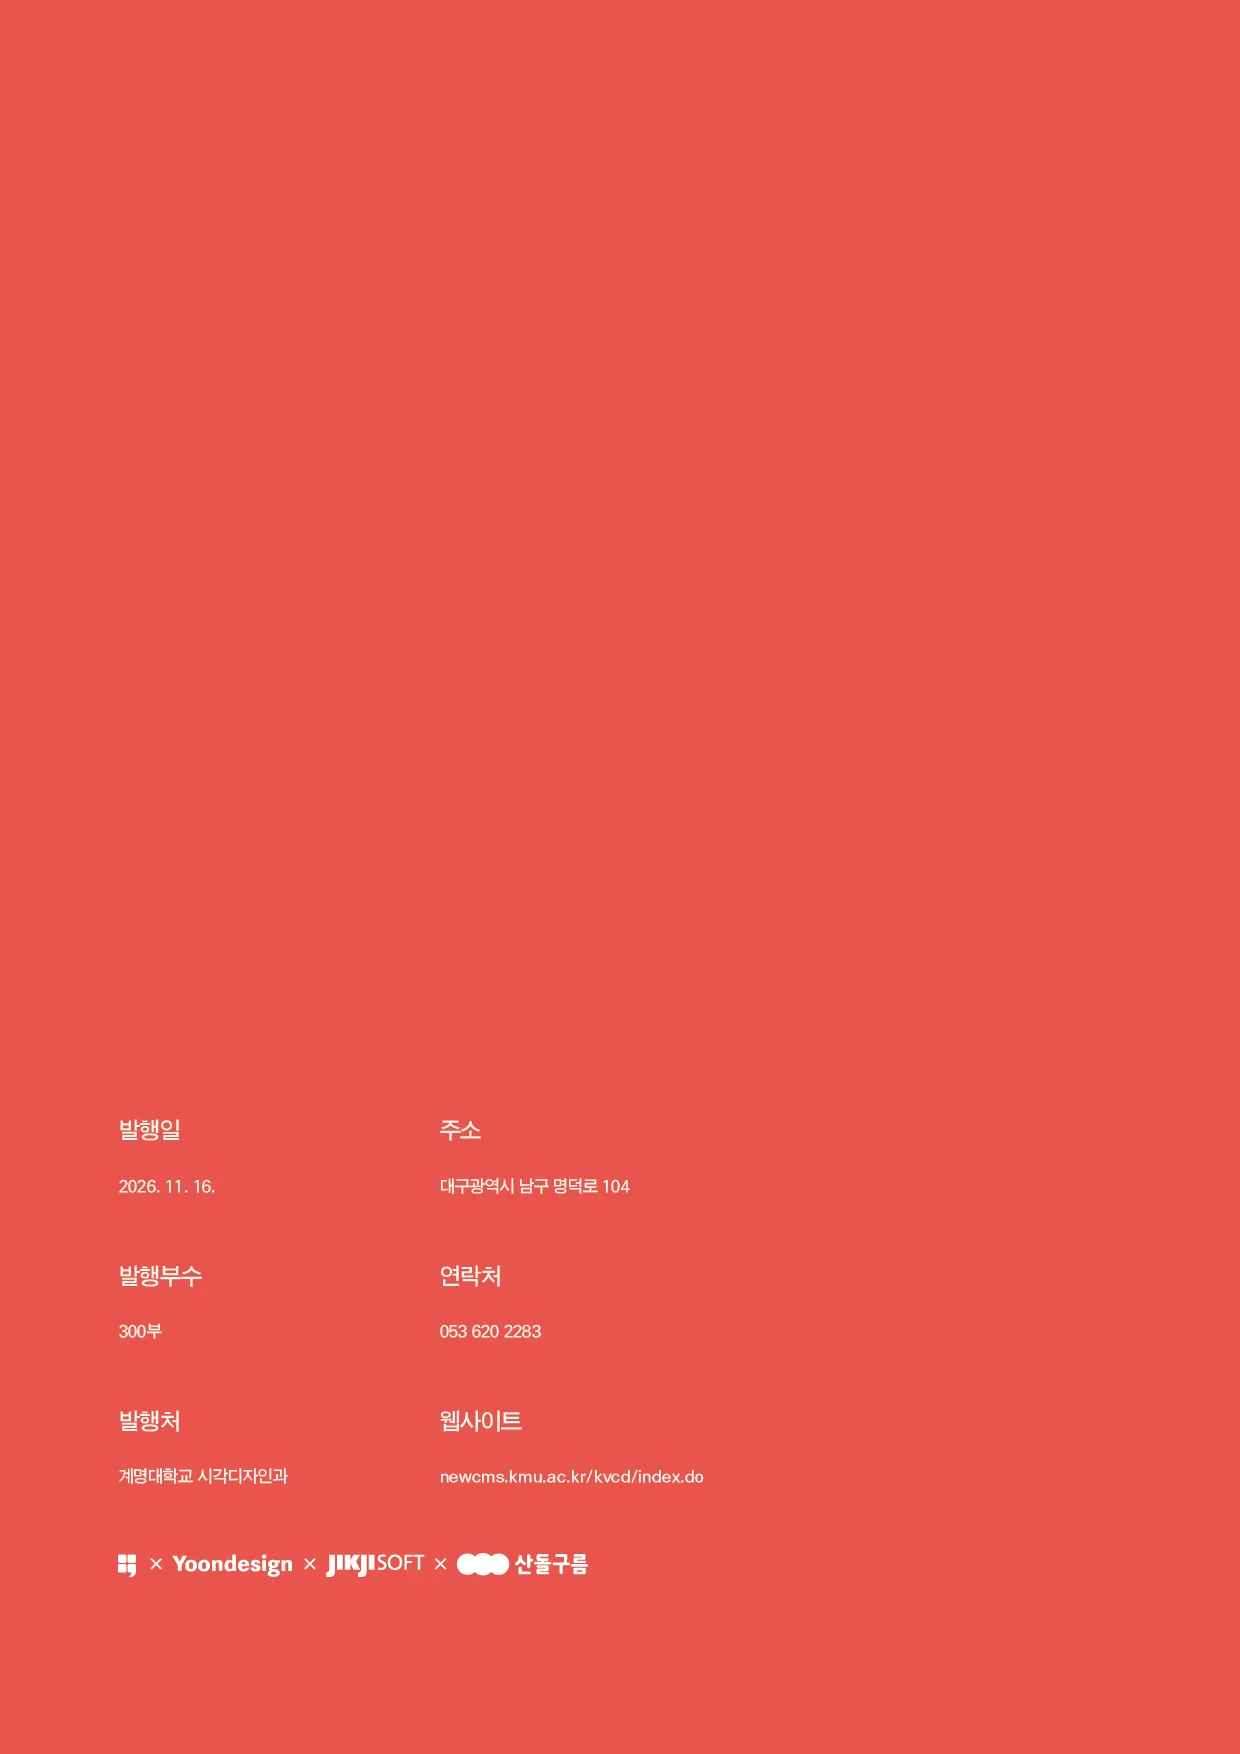 발행일
2026. 11. 16.
발행부수
300부
발행처
계명대학교 시각디자인과
주소
대구광역시 남구 명덕로 104
연락처
053 620 2283
웹사이트
newcms.kmu.ac.kr/kvcd/index.do
× Yoondesign × JIKJISOFT × 산돌구름